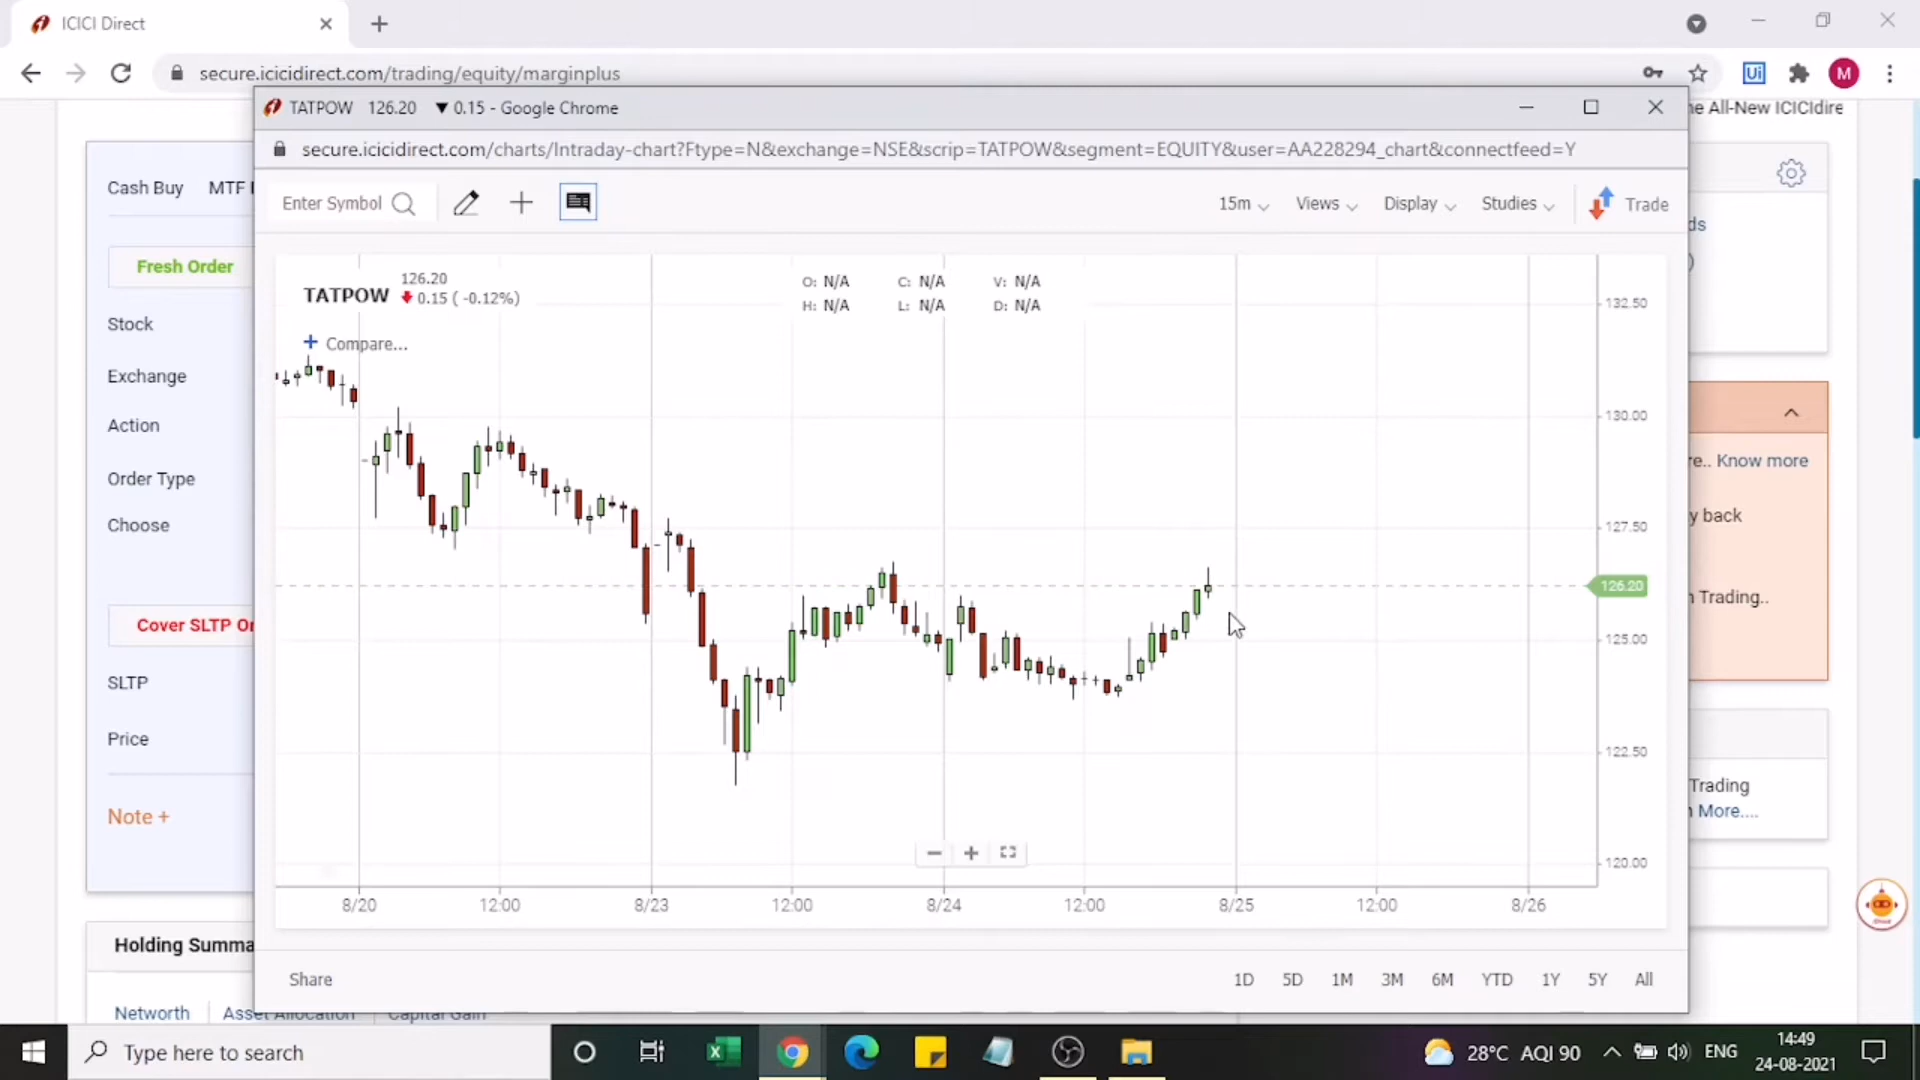 ICICI Direct
secure.icicidirect.com/trading/equity/marginplus
M
TATPOW 126.20 ▼ 0.15 - Google Chrome
secure.icicidirect.com/charts/Intraday-chart?Ftype=N&exchange=NSE&scrip=TATPOW&segment=EQUITY&user=AA228294_chart&connectfeed=Y
he All-New ICICIdire
Enter Symbol
15m
Views
Display
Studies
Trade
TATPOW
126.20
0.15 ( -0.12%)
O: N/A C: N/A V: N/A
H: N/A L: N/A D: N/A
+ Compare...
132.50
130.00
127.50
126.20
125.00
122.50
120.00
8/20 12:00 8/23 12:00 8/24 12:00 8/25 12:00 8/26
Share
1D 5D 1M 3M 6M YTD 1Y 5Y All
Cash Buy MTF
Fresh Order
Stock
Exchange
Action
Order Type
Choose
Cover SLTP Or
SLTP
Price
Note +
Holding Summa
Networth Asset Allocation Capital Gain
ds
re.. Know more
y back
n Trading..
Trading
n More....
Type here to search
28°C AQI 90
ENG
14:49
24-08-2021